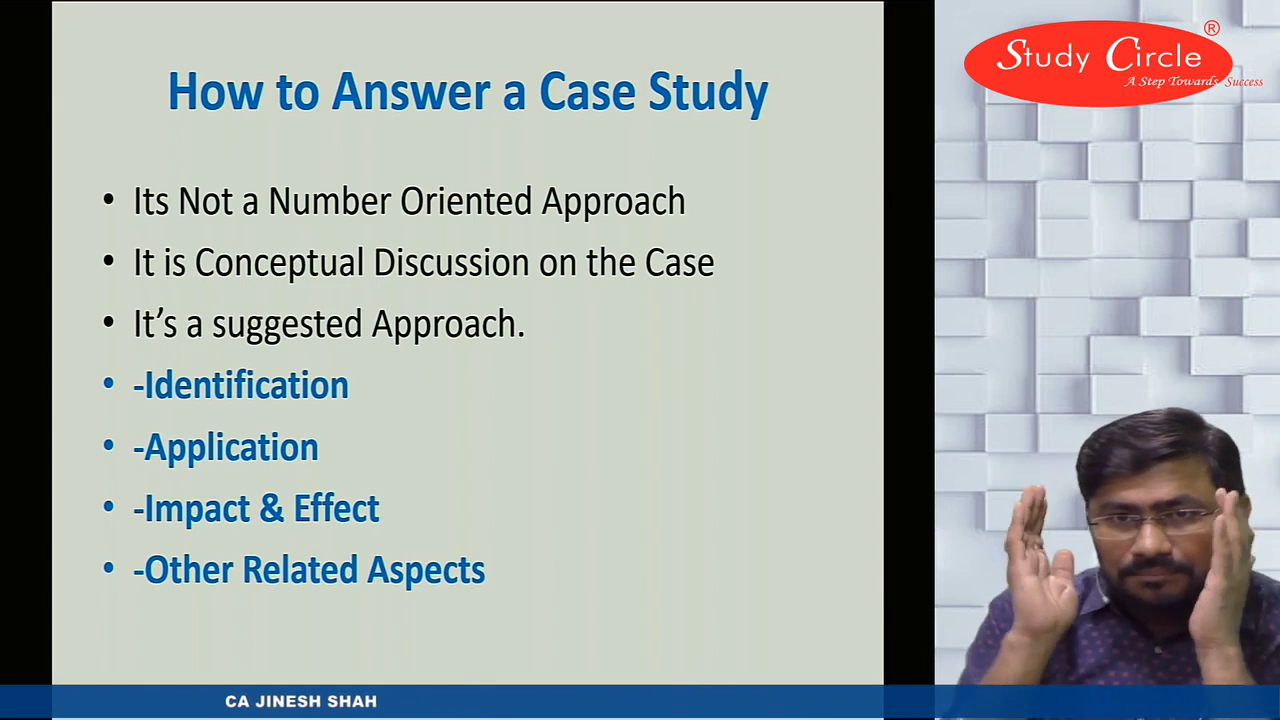 How to Answer a Case Study
• Its Not a Number Oriented Approach
• It is Conceptual Discussion on the Case
• It’s a suggested Approach.
• -Identification
• -Application
• -Impact & Effect
• -Other Related Aspects
Study Circle ®
A Step Towards Success
CA JINESH SHAH